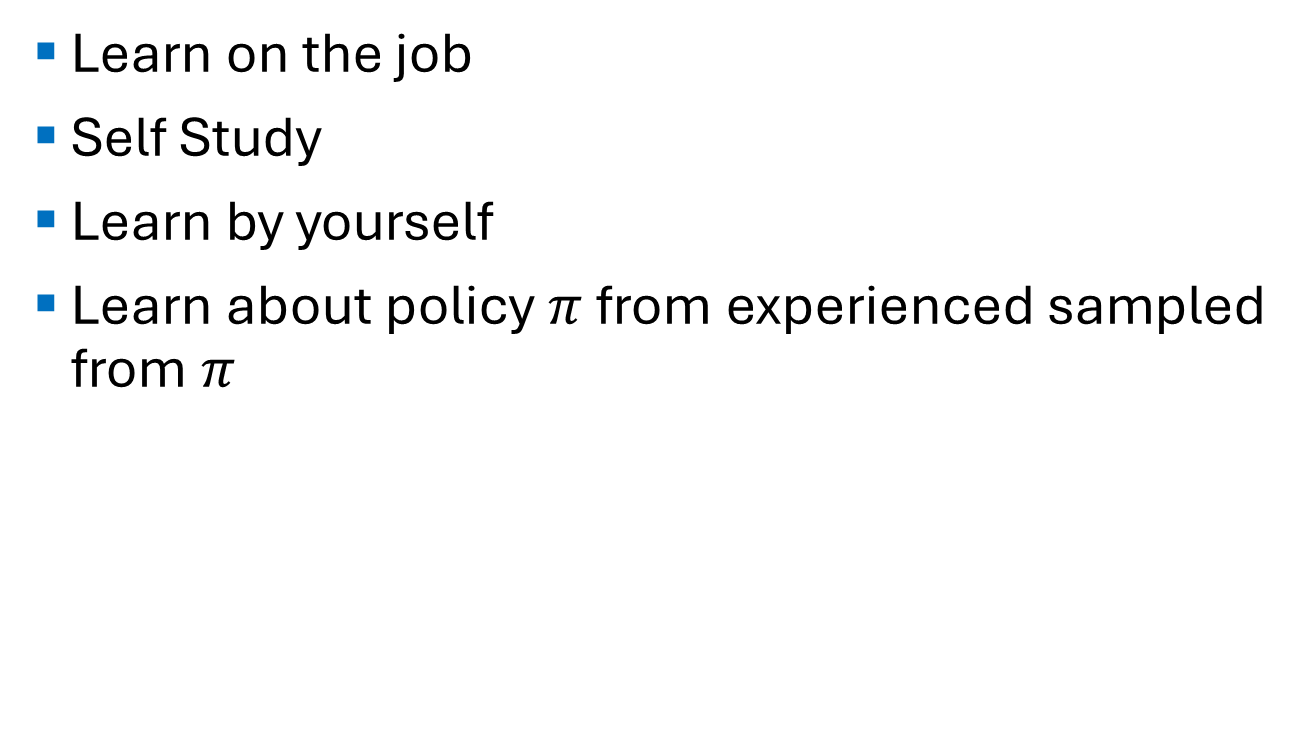 ▪ Learn on the job
▪ Self Study
▪ Learn by yourself
▪ Learn about policy 𝜋 from experienced sampled
from 𝜋